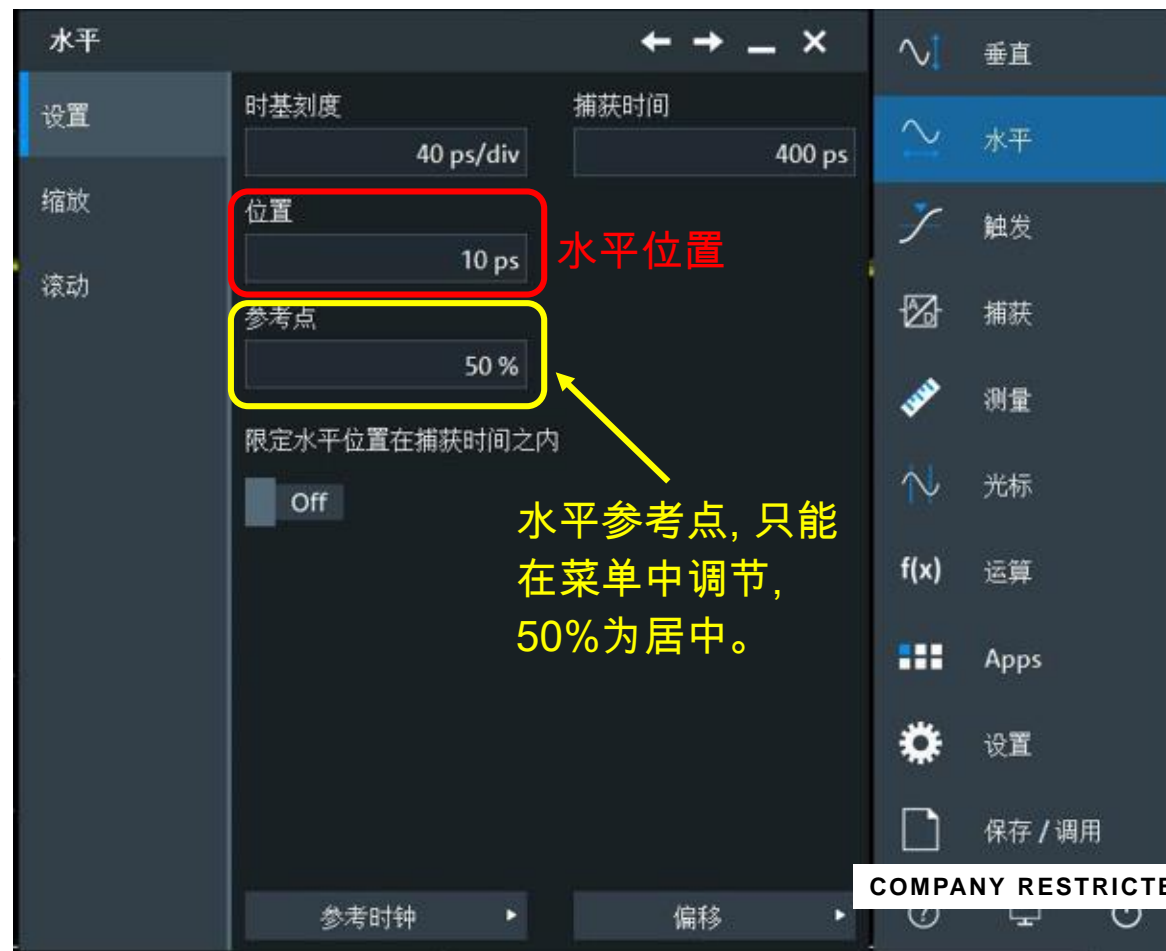 水平
设置
缩放
滚动
时基刻度
40 ps/div
捕获时间
400 ps
位置
10 ps
水平位置
参考点
50 %
限定水平位置在捕获时间之内
Off
水平参考点, 只能
在菜单中调节,
50%为居中。
参考时钟
偏移
垂直
水平
触发
捕获
A/D
测量
光标
f(x)
运算
Apps
设置
保存 / 调用
COMPANY RESTRICTE